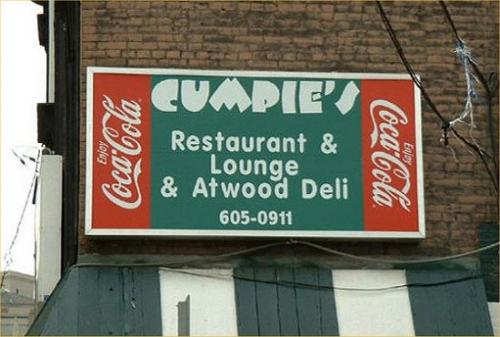 Enjoy
Coca-Cola
CUMPIE'S
Restaurant &
Lounge
& Atwood Deli
605-0911
Enjoy
Coca-Cola